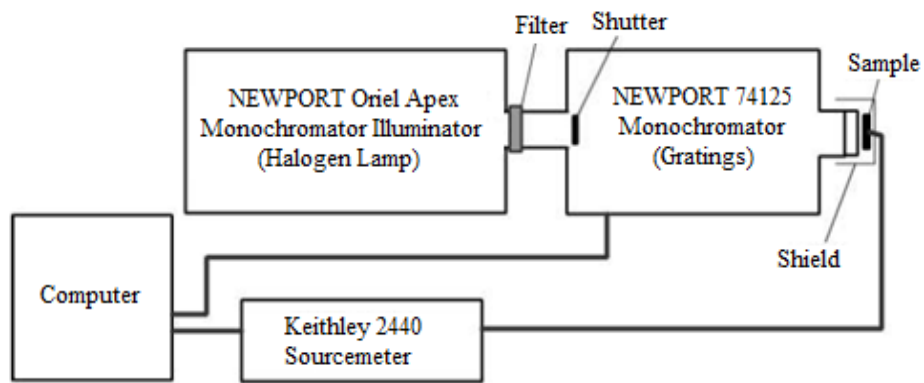 Filter
Shutter
Sample
NEWPORT Oriel Apex
Monochromator Illuminator
(Halogen Lamp)
NEWPORT 74125
Monochromator
(Gratings)
Shield
Computer
Keithley 2440
Sourcemeter